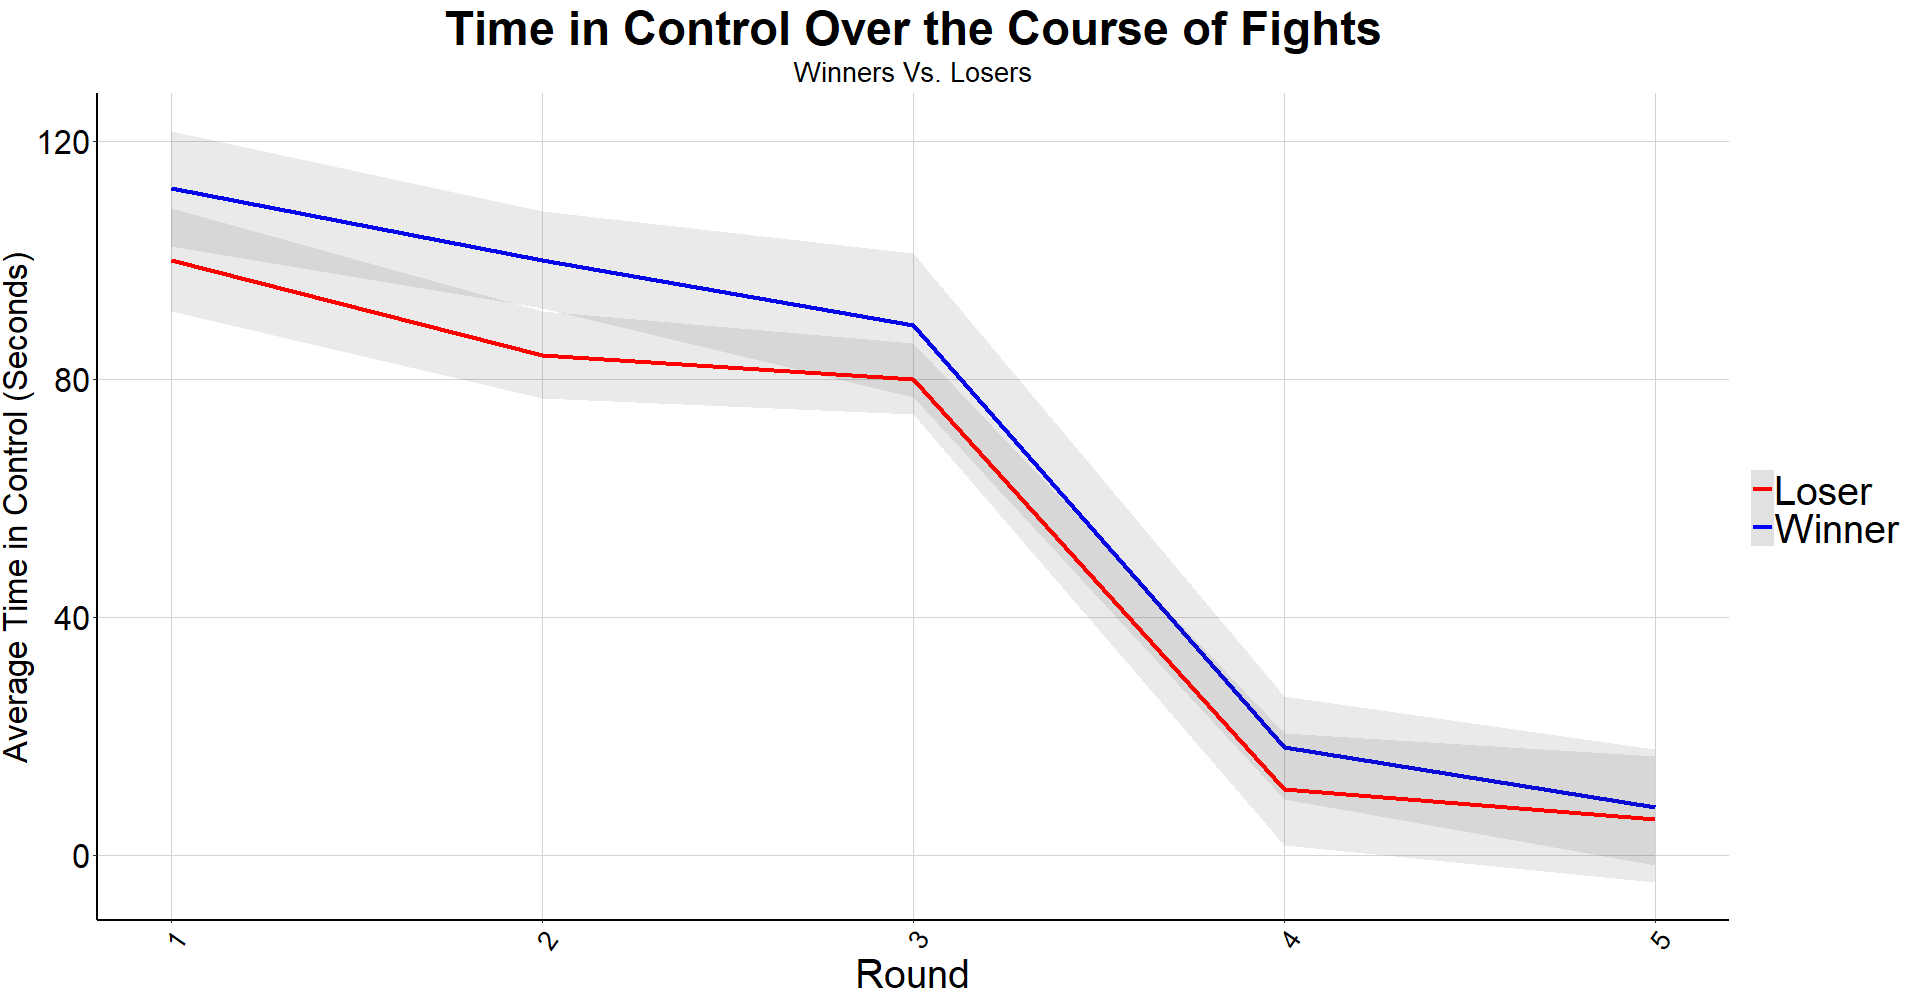 Time in Control Over the Course of Fights
Winners Vs. Losers
Average Time in Control (Seconds)
120
80
40
0
1
2
3
4
5
Round
Loser
Winner